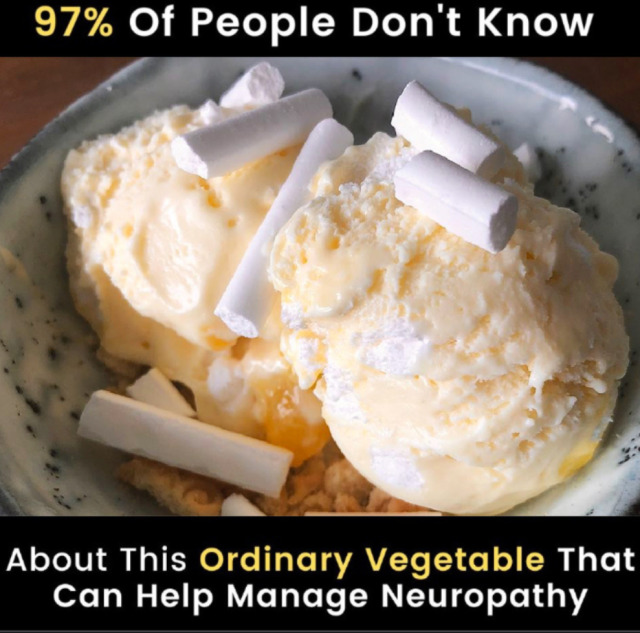 97% Of People Don't Know
About This Ordinary Vegetable That
Can Help Manage Neuropathy